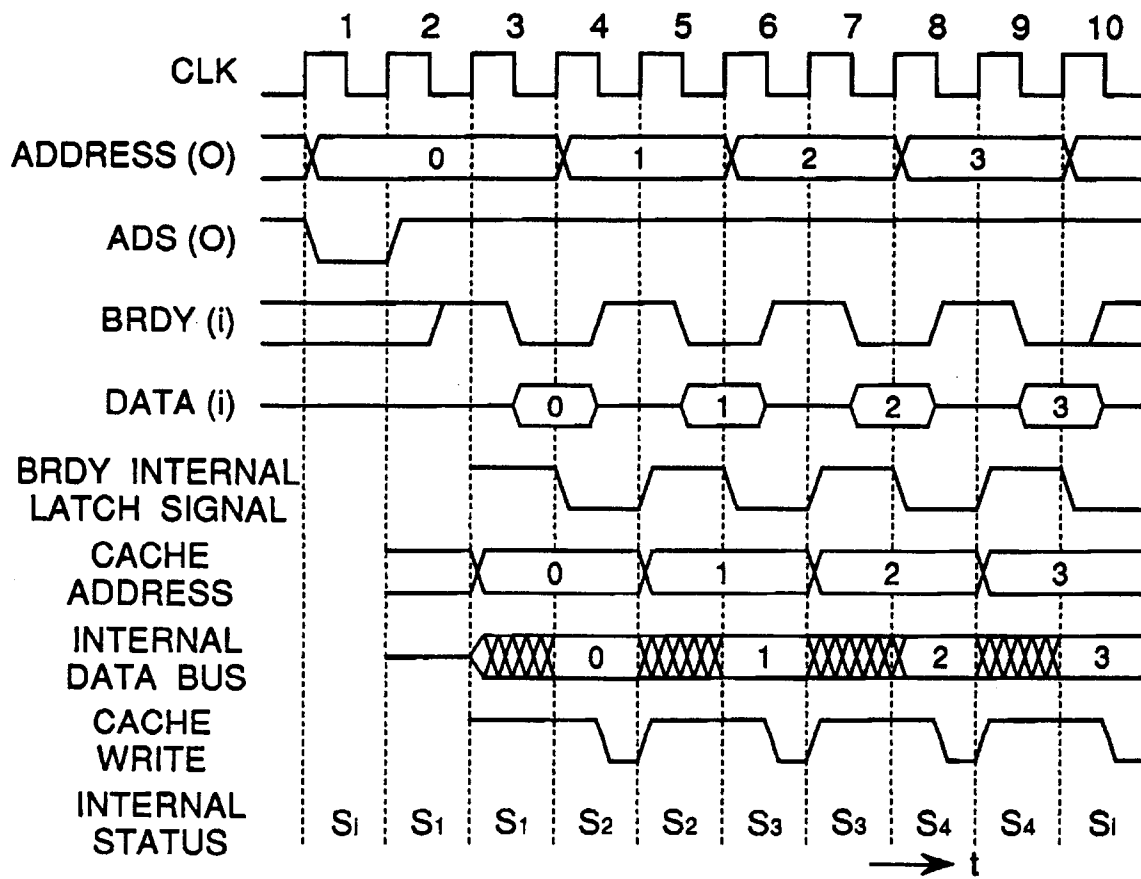 1 2 3 4 5 6 7 8 9 10
CLK
ADDRESS (O) 0 1 2 3
ADS (O)
BRDY (i)
DATA (i) 0 1 2 3
BRDY INTERNAL
LATCH SIGNAL
CACHE
ADDRESS 0 1 2 3
INTERNAL
DATA BUS 0 1 2 3
CACHE
WRITE
INTERNAL
STATUS Si S1 S1 S2 S2 S3 S3 S4 S4 Si
t